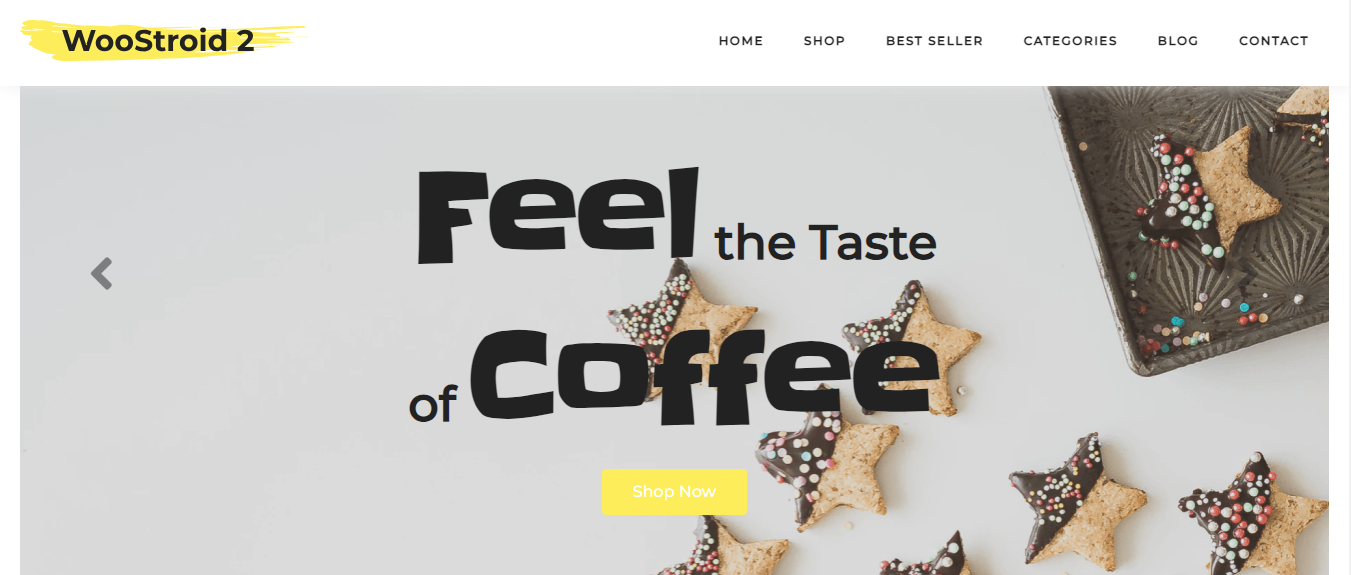 WooStroid 2
HOME SHOP BEST SELLER CATEGORIES BLOG CONTACT
Feel the Taste
of Coffee
Shop Now